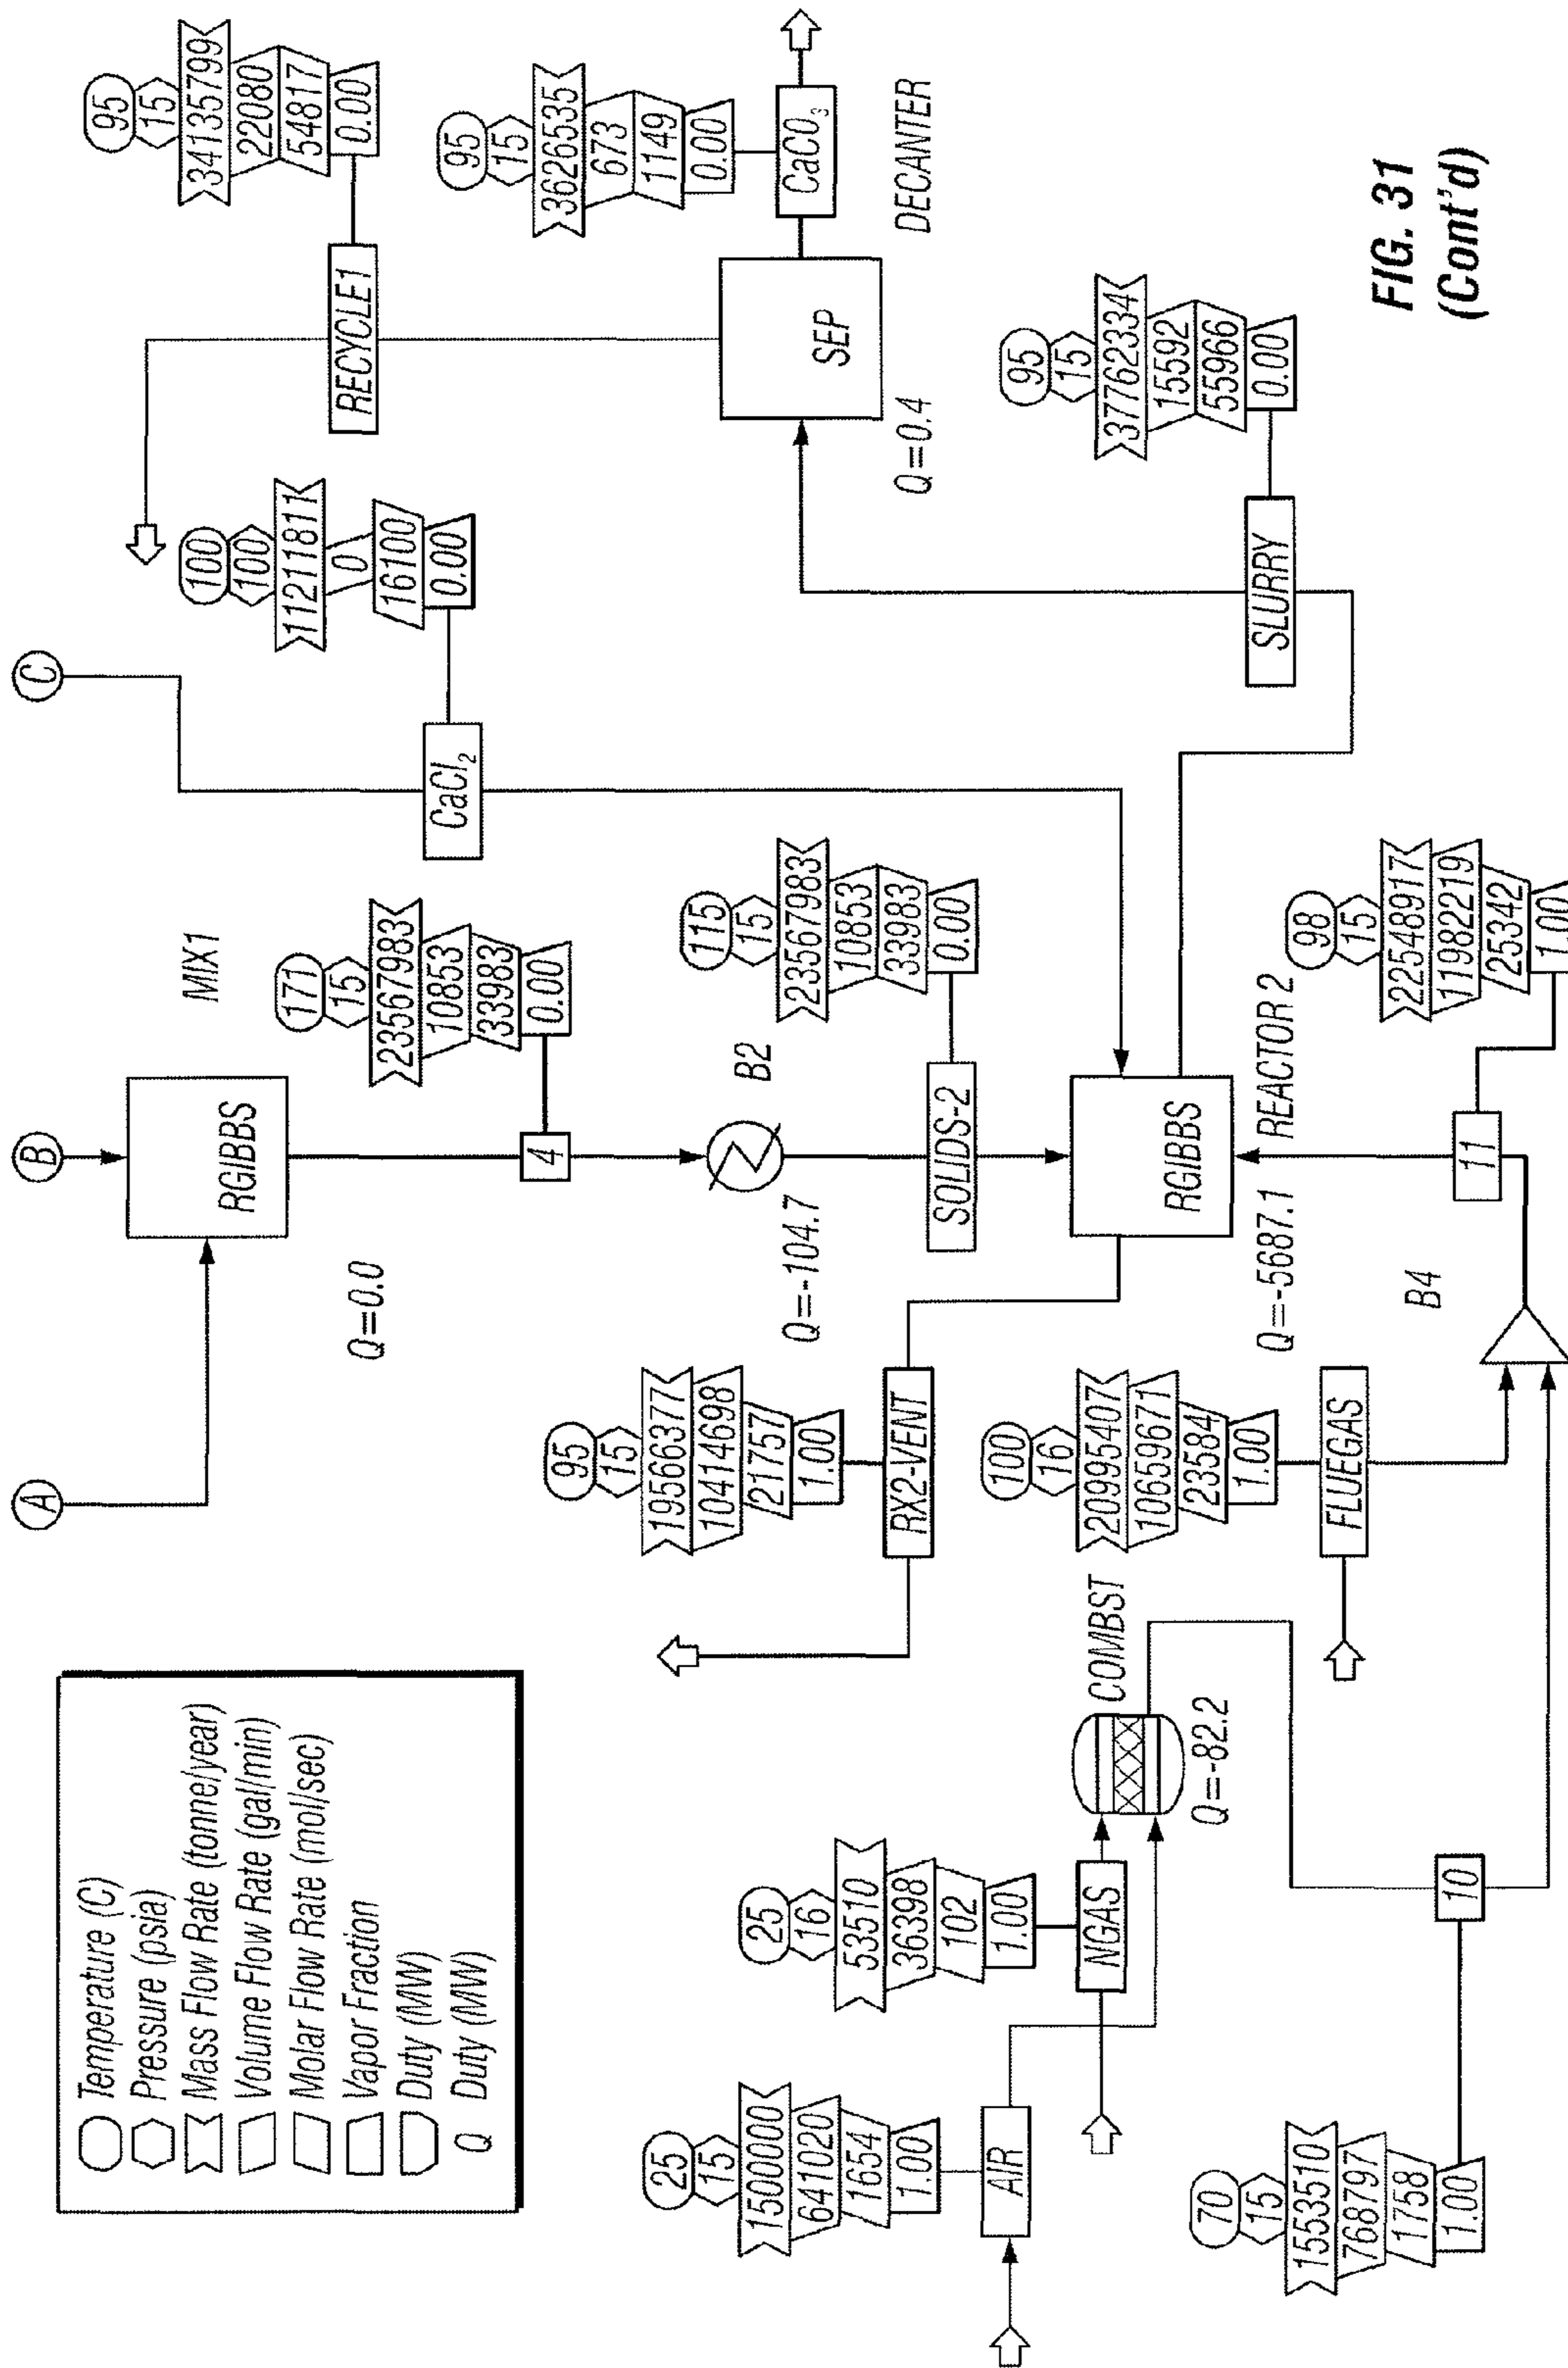 Temperature (C)
Pressure (psia)
Mass Flow Rate (tonne/year)
Volume Flow Rate (gal/min)
Molar Flow Rate (mol/sec)
Vapor Fraction
Duty (MW)
Q Duty (MW)
A
B
C
RGIBBS
MIX1
Q=0.0
171
15
23567983
10853
33983
0.00
4
B2
Q=-104.7
115
15
23567983
10853
33983
0.00
SOLIDS-2
CaCl₂
100
100
11211811
0
16100
0.00
RECYCLE1
95
15
34135799
22080
54817
0.00
SEP
Q=0.4
DECANTER
CaCO₃
95
15
3626535
673
1149
0.00
SLURRY
95
15
37762334
15592
55966
0.00
RGIBBS
REACTOR 2
Q=-5687.1
RX2-VENT
95
15
19566377
10414698
21757
1.00
FLUEGAS
100
16
20995407
10659671
23584
1.00
B4
11
98
15
22548917
11982219
25342
1.00
AIR
25
15
1500000
641020
1654
1.00
NGAS
25
16
53510
36398
102
1.00
COMBST
Q=-82.2
10
70
15
1553510
768797
1758
1.00
FIG. 31
(Cont'd)